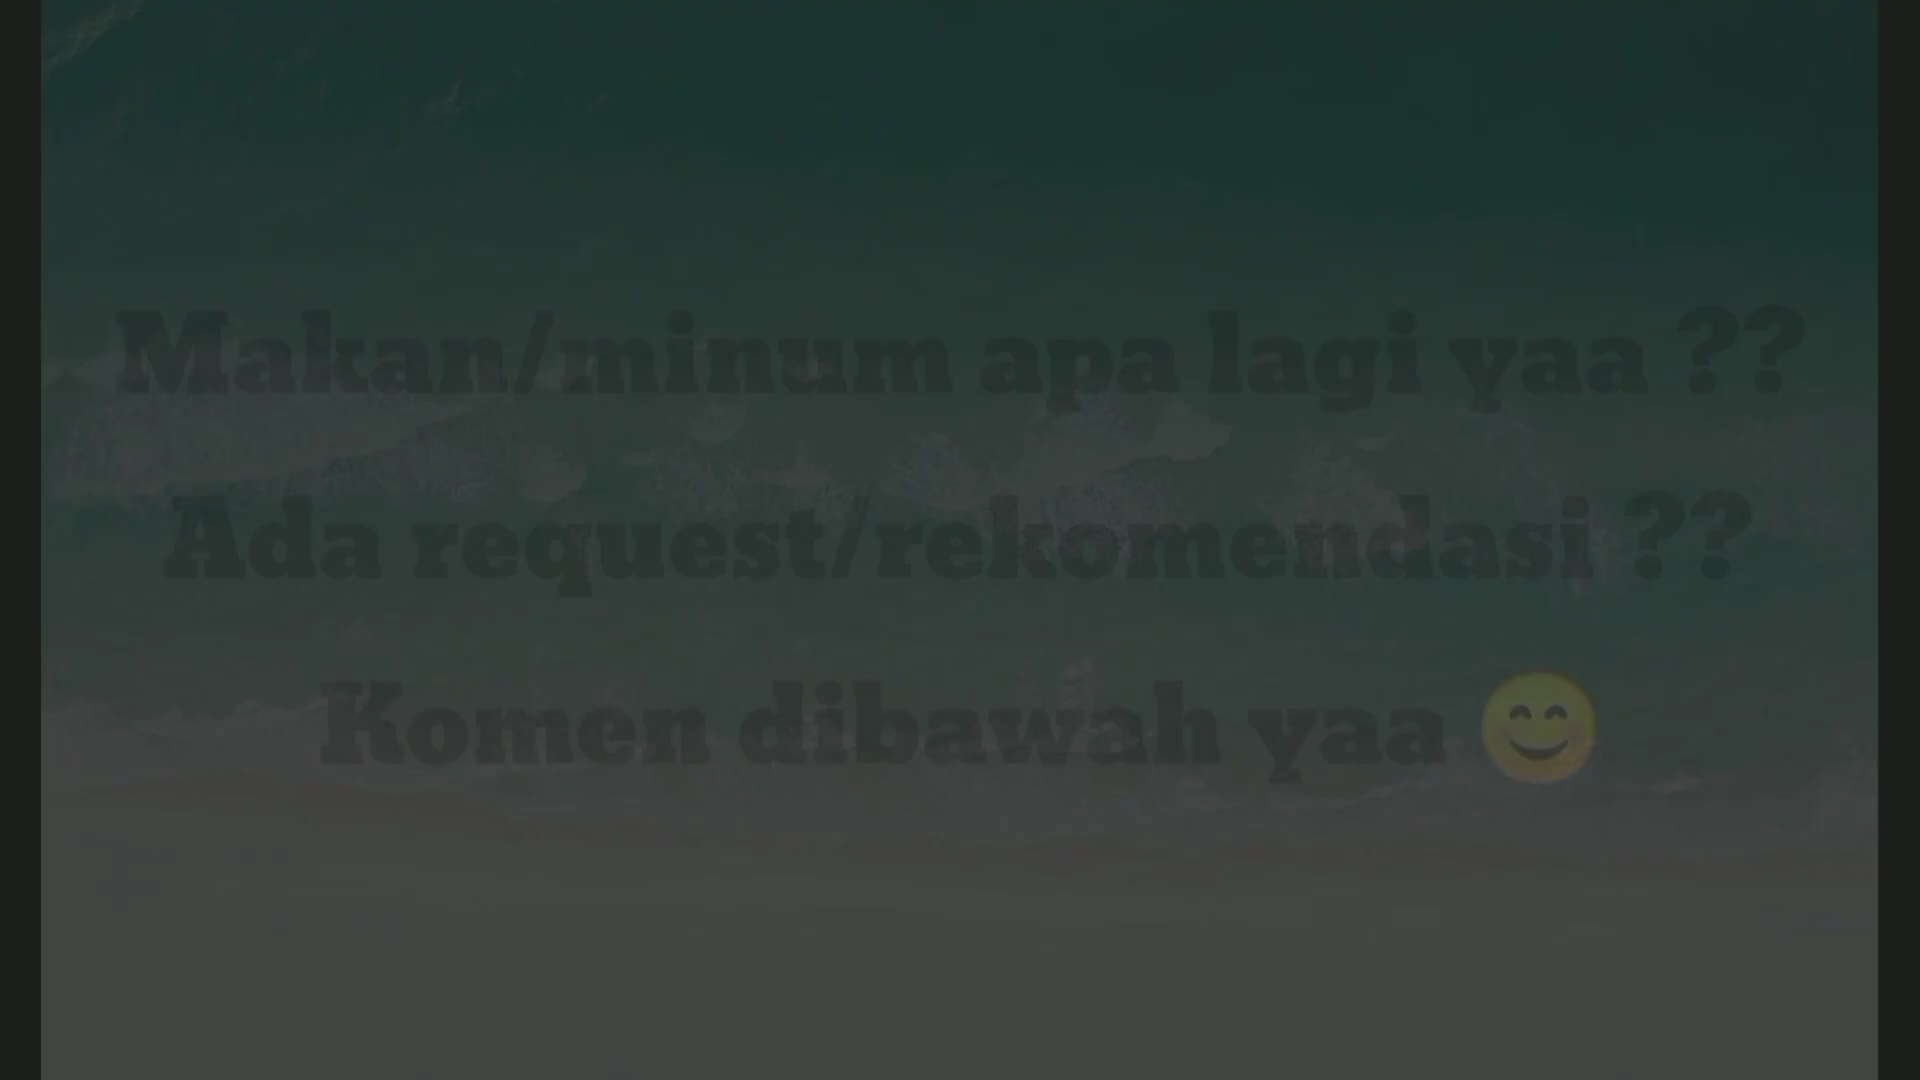 Makan/minum apa lagi yaa ??
Ada request/rekomendasi ??
Komen dibawah yaa 😊